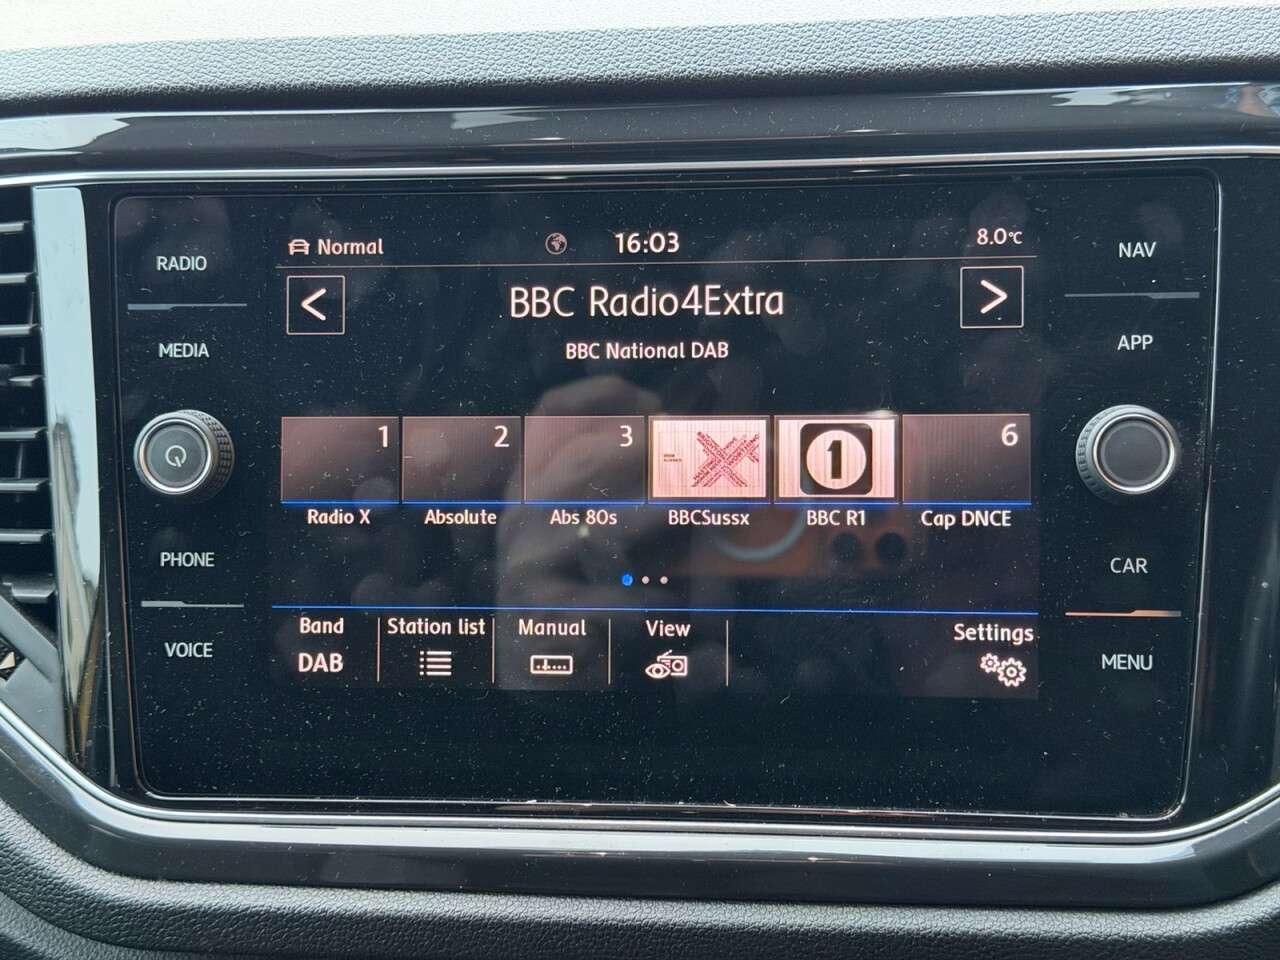 RADIO
MEDIA
PHONE
VOICE
Normal
16:03
8.0°C
<
BBC Radio4Extra
>
BBC National DAB
1
2
3
1
6
Radio X
Absolute
Abs 80s
BBCSussx
BBC R1
Cap DNCE
Band
DAB
Station list
Manual
View
Settings
NAV
APP
CAR
MENU